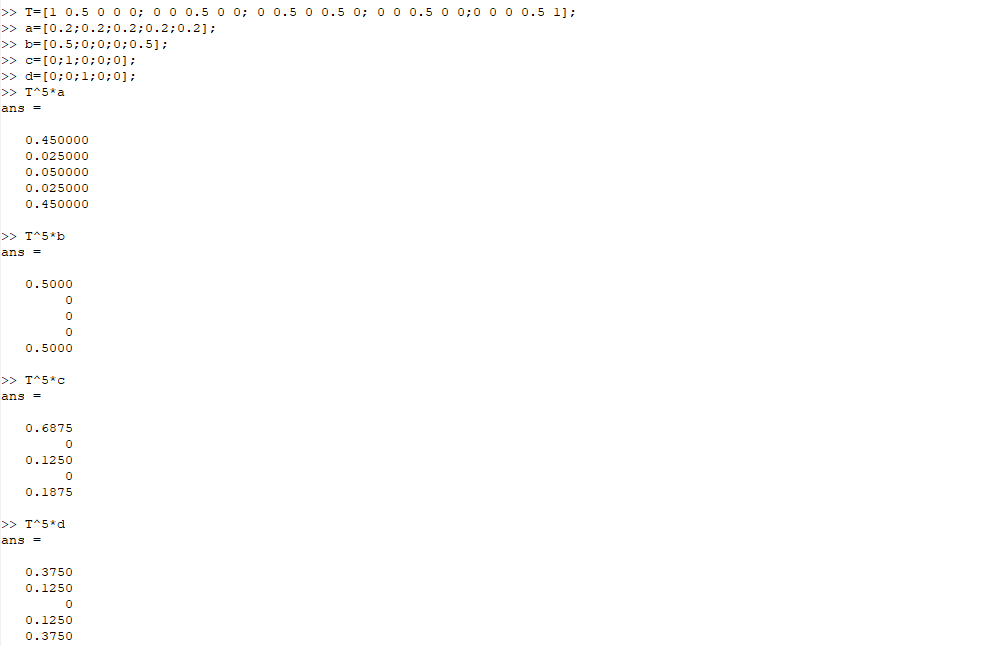 >> T=[1 0.5 0 0 0; 0 0 0.5 0 0; 0 0.5 0 0.5 0; 0 0 0.5 0 0;0 0 0 0.5 1];
>> a=[0.2;0.2;0.2;0.2;0.2];
>> b=[0.5;0;0;0;0.5];
>> c=[0;1;0;0;0];
>> d=[0;0;1;0;0];
>> T^5*a
ans =
0.450000
0.025000
0.050000
0.025000
0.450000
>> T^5*b
ans =
0.5000
0
0
0
0.5000
>> T^5*c
ans =
0.6875
0
0.1250
0
0.1875
>> T^5*d
ans =
0.3750
0.1250
0
0.1250
0.3750